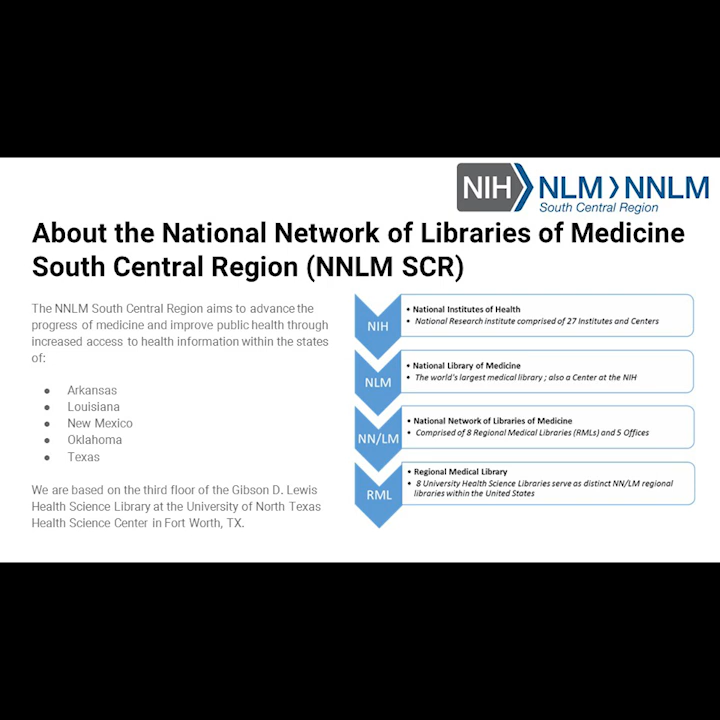 NIH NLM NNLM
South Central Region
About the National Network of Libraries of Medicine
South Central Region (NNLM SCR)
The NNLM South Central Region aims to advance the
progress of medicine and improve public health through
increased access to health information within the states
of:
● Arkansas
● Louisiana
● New Mexico
● Oklahoma
● Texas
We are based on the third floor of the Gibson D. Lewis
Health Science Library at the University of North Texas
Health Science Center in Fort Worth, TX.
NIH
• National Institutes of Health
• National Research institute comprised of 27 Institutes and Centers
NLM
• National Library of Medicine
• The world's largest medical library ; also a Center at the NIH
NN/LM
• National Network of Libraries of Medicine
• Comprised of 8 Regional Medical Libraries (RMLs) and 5 Offices
RML
• Regional Medical Library
• 8 University Health Science Libraries serve as distinct NN/LM regional
libraries within the United States